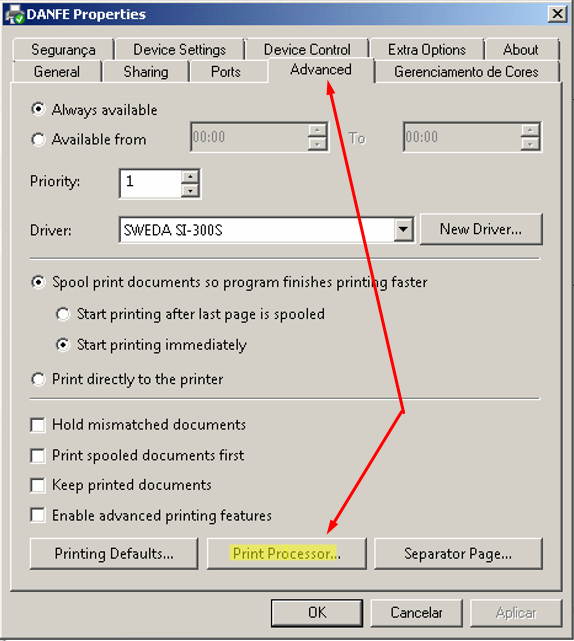 DANFE Properties
Segurança Device Settings Device Control Extra Options About
General Sharing Ports Advanced Gerenciamento de Cores
Always available
Available from 00:00 To 00:00
Priority: 1
Driver: SWEDA SI-300S New Driver...
Spool print documents so program finishes printing faster
Start printing after last page is spooled
Start printing immediately
Print directly to the printer
Hold mismatched documents
Print spooled documents first
Keep printed documents
Enable advanced printing features
Printing Defaults... Print Processor... Separator Page...
OK Cancelar Aplicar